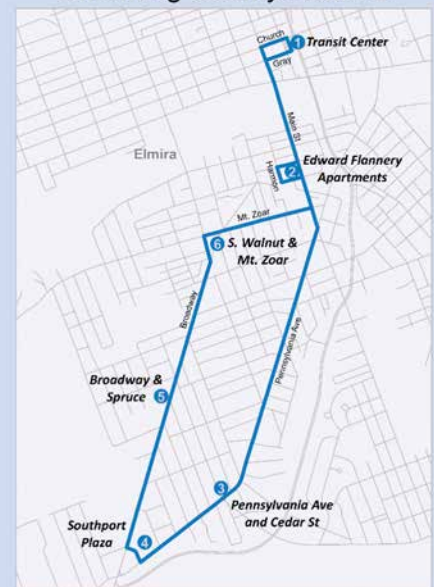 Church
1 Transit Center
Gray
Main St
Elmira
Edward Flannery
Apartments
2
Harmon
Mt. Zoar
6 S. Walnut &
Mt. Zoar
Broadway
Pennsylvania Ave
Broadway &
Spruce 5
3
Pennsylvania Ave
and Cedar St
Southport
Plaza
4